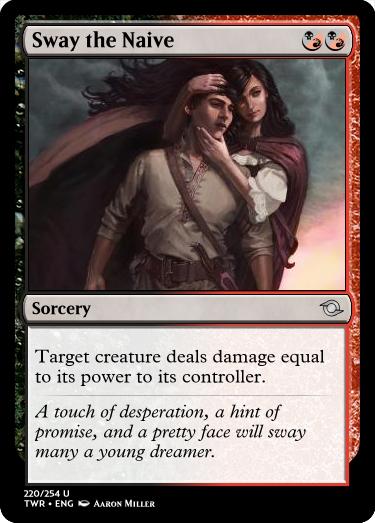 Sway the Naive
Sorcery
Target creature deals damage equal
to its power to its controller.
A touch of desperation, a hint of
promise, and a pretty face will sway
many a young dreamer.
220/254 U
TWR • ENG Aaron Miller